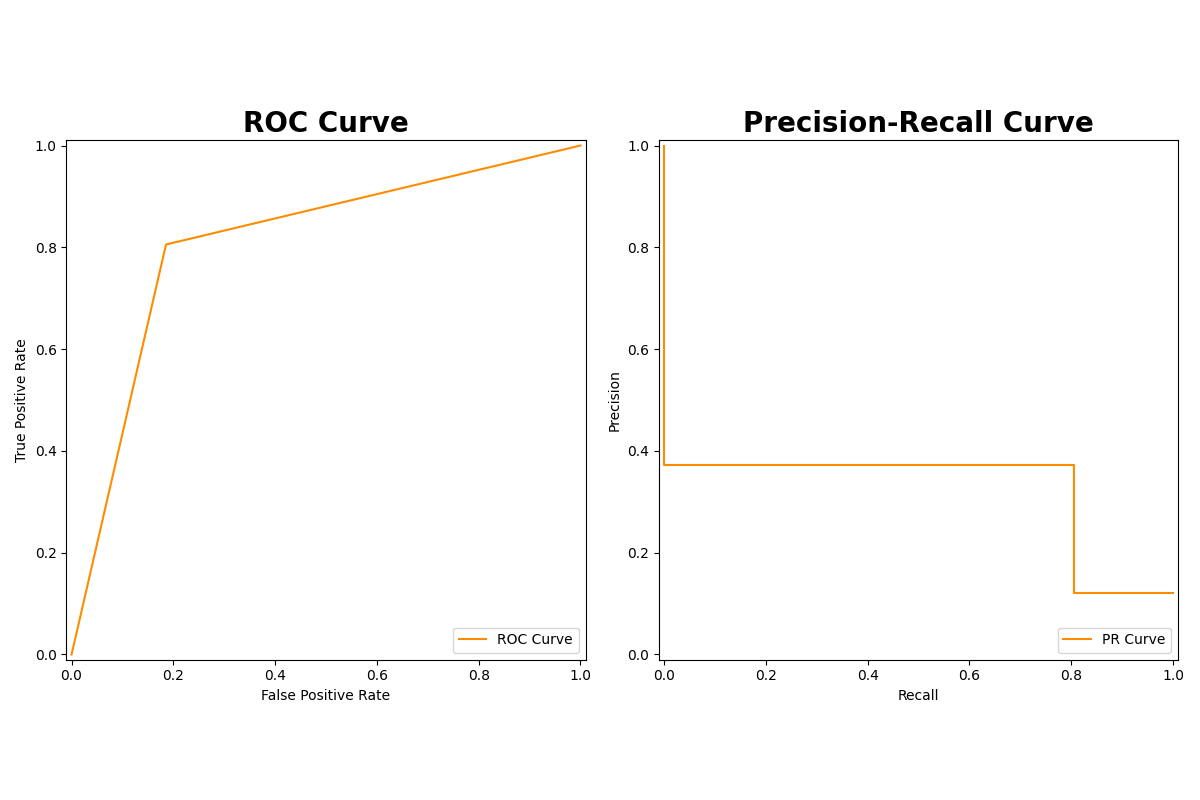 ROC Curve
1.0
0.8
0.6
0.4
0.2
0.0
True Positive Rate
0.0 0.2 0.4 0.6 0.8 1.0
False Positive Rate
ROC Curve
Precision-Recall Curve
1.0
0.8
0.6
0.4
0.2
0.0
Precision
0.0 0.2 0.4 0.6 0.8 1.0
Recall
PR Curve